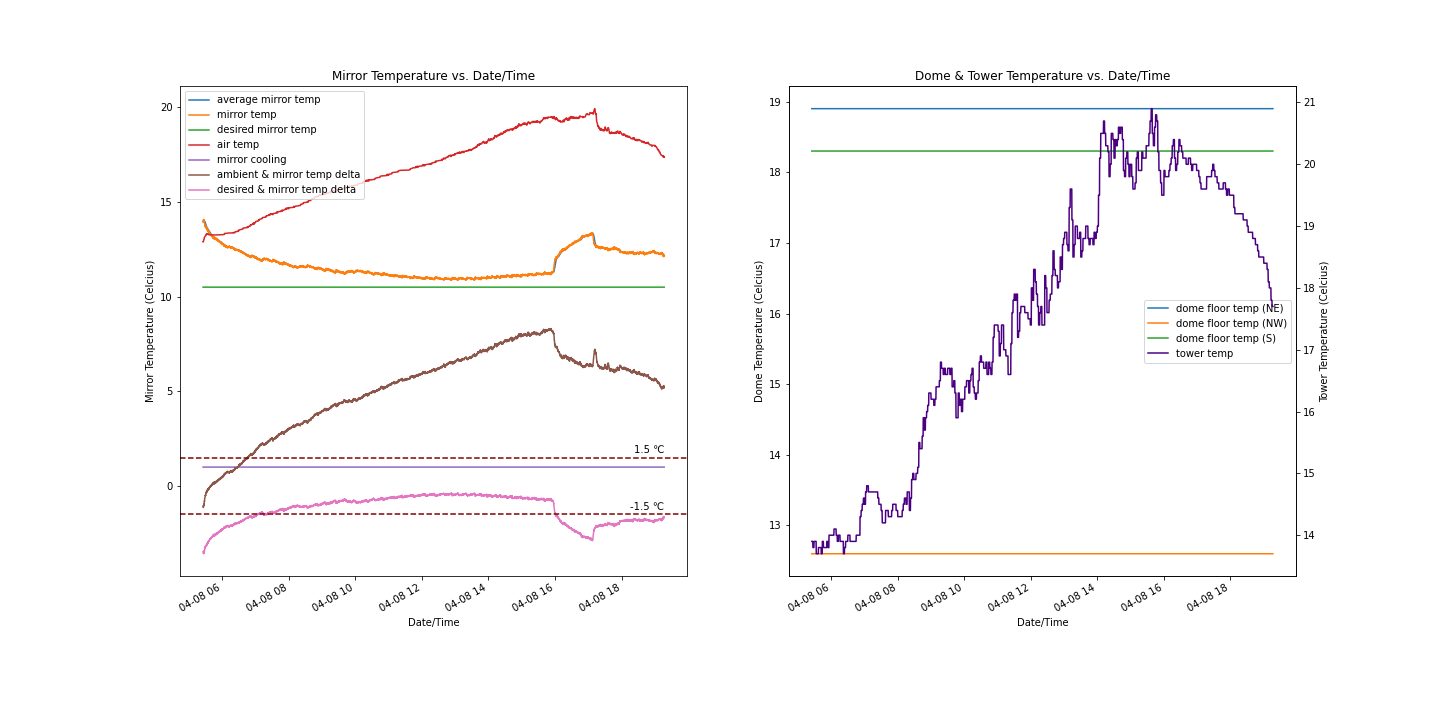 Mirror Temperature vs. Date/Time
Mirror Temperature (Celcius)
20
15
10
5
0
average mirror temp
mirror temp
desired mirror temp
air temp
mirror cooling
ambient & mirror temp delta
desired & mirror temp delta
1.5 °C
-1.5 °C
04-08 06
04-08 08
04-08 10
04-08 12
04-08 14
04-08 16
04-08 18
Date/Time
Dome & Tower Temperature vs. Date/Time
Dome Temperature (Celcius)
19
18
17
16
15
14
13
dome floor temp (NE)
dome floor temp (NW)
dome floor temp (S)
tower temp
21
20
19
18
17
16
15
14
Tower Temperature (Celcius)
04-08 06
04-08 08
04-08 10
04-08 12
04-08 14
04-08 16
04-08 18
Date/Time